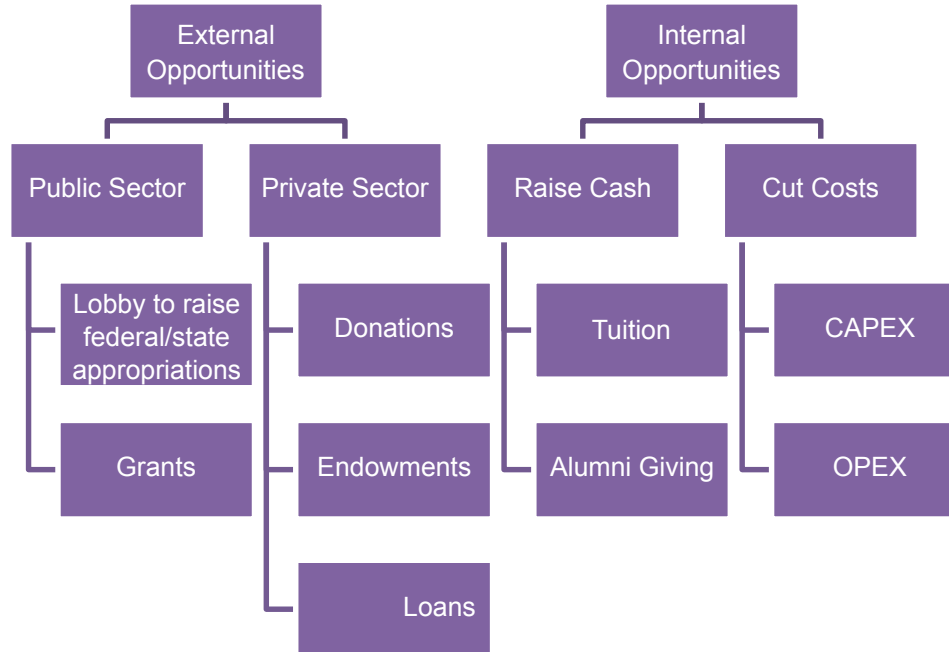 External
Opportunities
Internal
Opportunities
Public Sector
Private Sector
Raise Cash
Cut Costs
Lobby to raise
federal/state
appropriations
Donations
Tuition
CAPEX
Grants
Endowments
Alumni Giving
OPEX
Loans